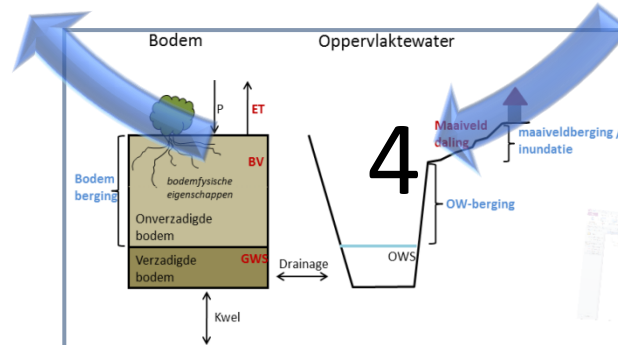 Bodem
Oppervlaktewater
P
ET
BV
Bodem
berging
bodemfysische
eigenschappen
Onverzadigde
bodem
Verzadigde
bodem
GWS
Drainage
Kwel
4
Maaiveld
daling
maaiveldberging /
inundatie
OW-berging
OWS